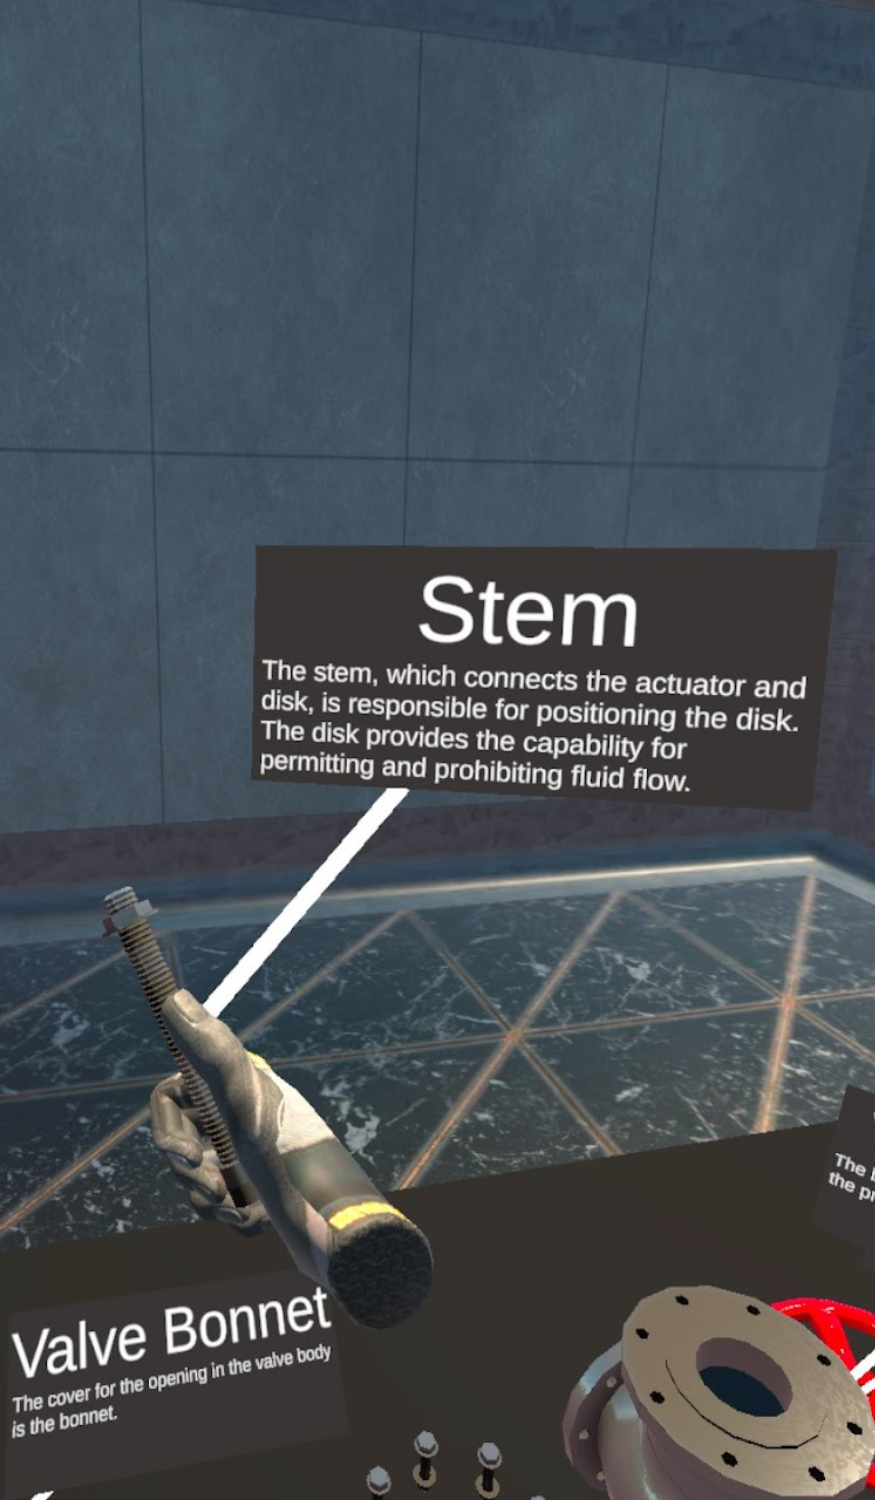 Stem
The stem, which connects the actuator and
disk, is responsible for positioning the disk.
The disk provides the capability for
permitting and prohibiting fluid flow.
The
the
Valve Bonnet
The cover for the opening in the valve body
is the bonnet.